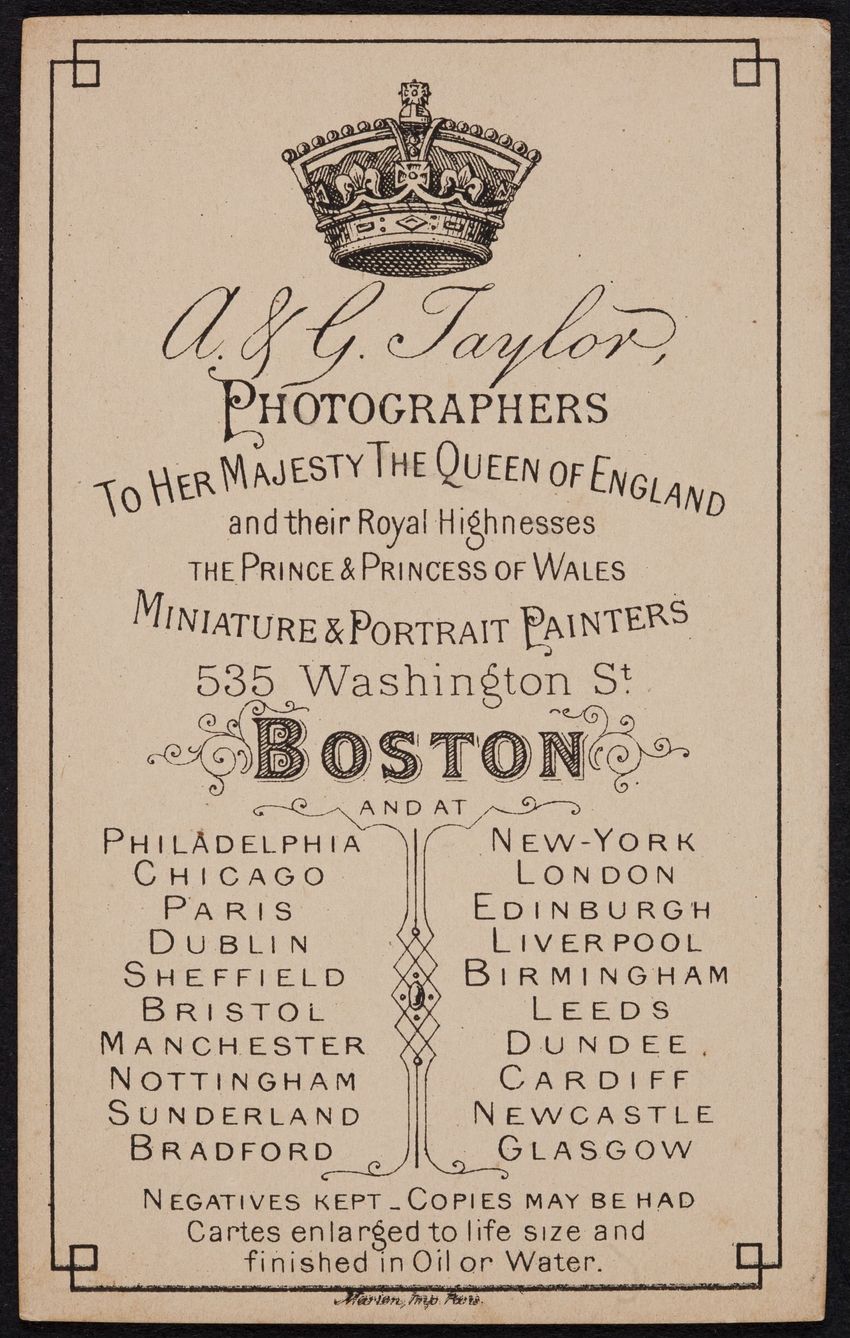 A. & G. Taylor,
PHOTOGRAPHERS
TO HER MAJESTY THE QUEEN OF ENGLAND
and their Royal Highnesses
THE PRINCE & PRINCESS OF WALES
MINIATURE & PORTRAIT PAINTERS
535 Washington St
BOSTON
AND AT
PHILADELPHIA
CHICAGO
PARIS
DUBLIN
SHEFFIELD
BRISTOL
MANCHESTER
NOTTINGHAM
SUNDERLAND
BRADFORD
NEW-YORK
LONDON
EDINBURGH
LIVERPOOL
BIRMINGHAM
LEEDS
DUNDEE
CARDIFF
NEWCASTLE
GLASGOW
NEGATIVES KEPT - COPIES MAY BE HAD
Cartes enlarged to life size and
finished in Oil or Water.
Marion, Imp. Paris.